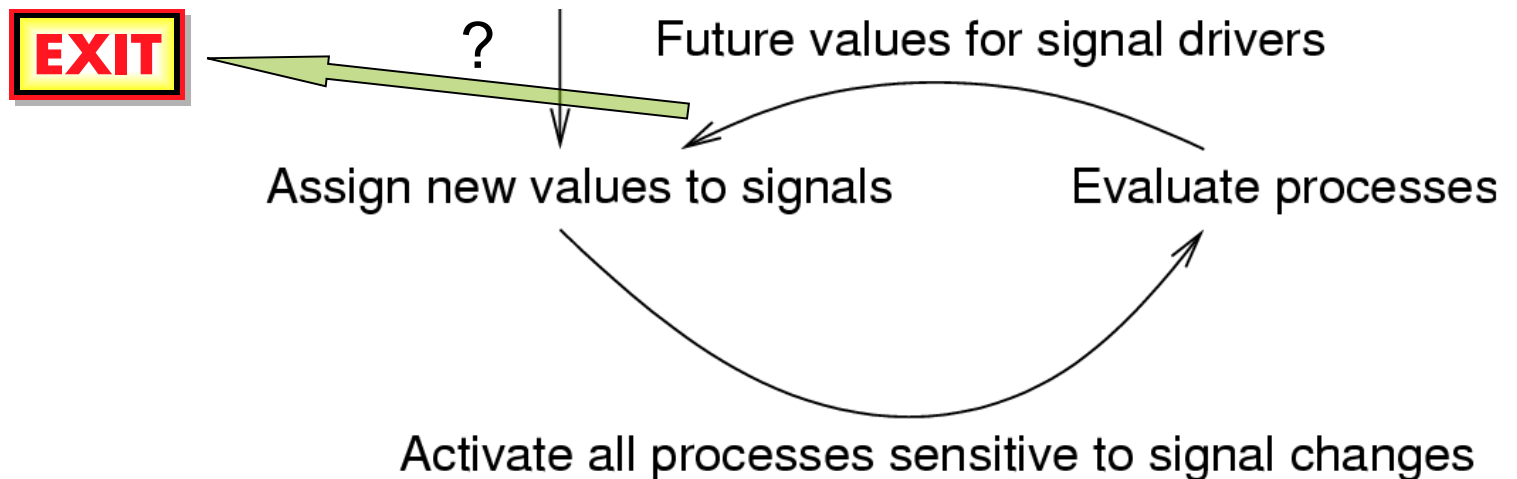 EXIT
?
Future values for signal drivers
Assign new values to signals
Evaluate processes
Activate all processes sensitive to signal changes